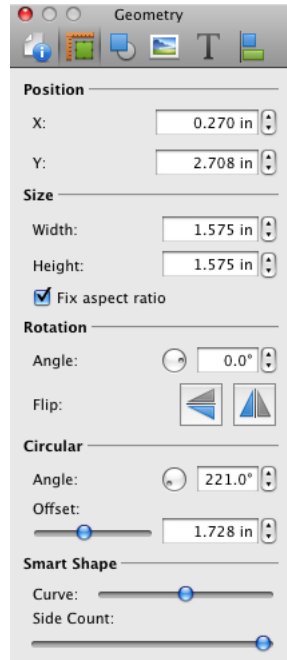 Geometry
T
Position
X: 0.270 in
Y: 2.708 in
Size
Width: 1.575 in
Height: 1.575 in
Fix aspect ratio
Rotation
Angle: 0.0°
Flip:
Circular
Angle: 221.0°
Offset:
1.728 in
Smart Shape
Curve:
Side Count: